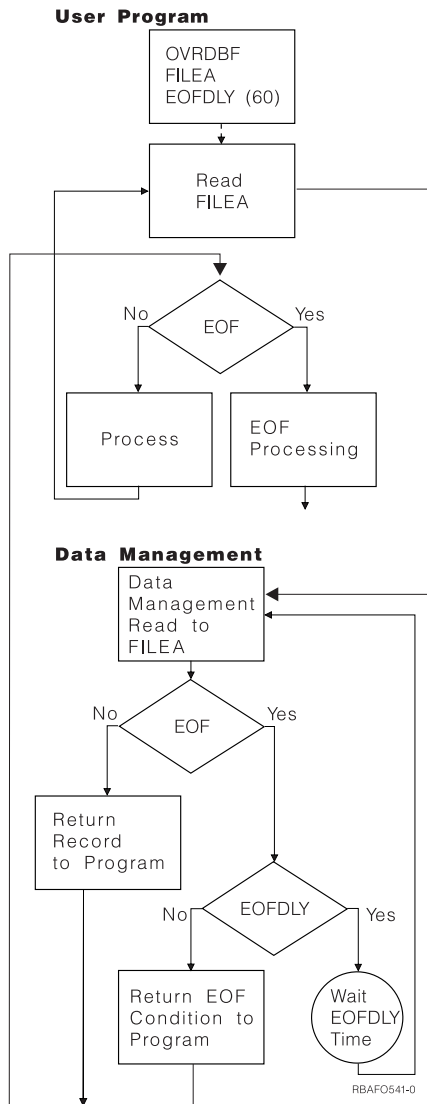 User Program
OVRDBF
FILEA
EOFDLY (60)
Read
FILEA
No
EOF
Yes
Process
EOF
Processing
Data Management
Data
Management
Read to
FILEA
No
EOF
Yes
Return
Record
to Program
No
EOFDLY
Yes
Return EOF
Condition to
Program
Wait
EOFDLY
Time
RBAFO541-0